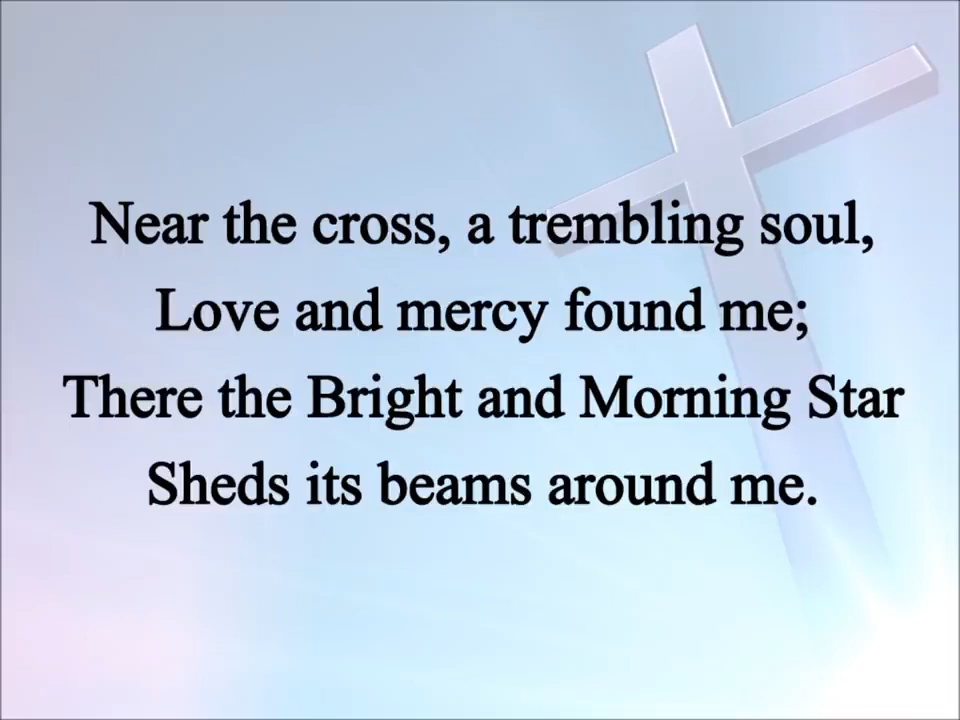 Near the cross, a trembling soul,
Love and mercy found me;
There the Bright and Morning Star
Sheds its beams around me.